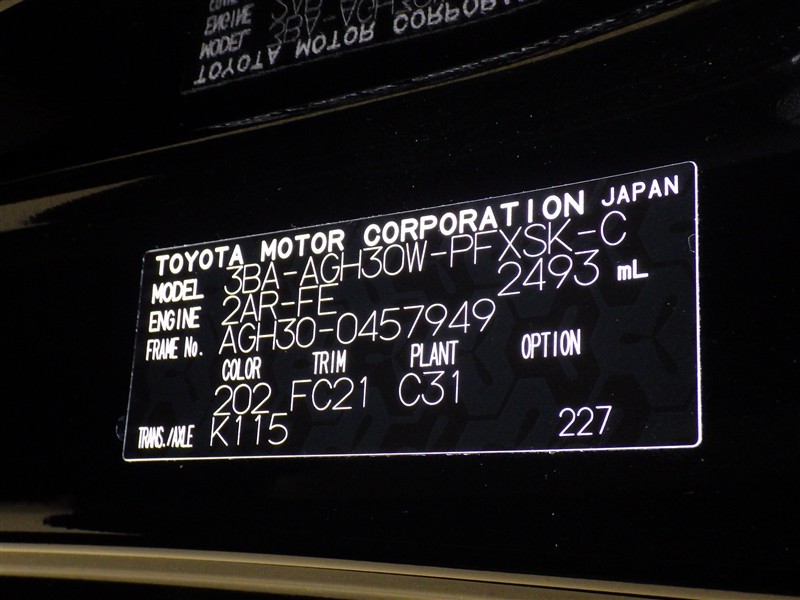 TOYOTA MOTOR CORPORATION JAPAN
MODEL 3BA-AGH30W-PFXSK-C
ENGINE 2AR-FE 2493 mL
FRAME No. AGH30-0457949
COLOR TRIM PLANT OPTION
202 FC21 C31
TRANS./AXLE K115 227